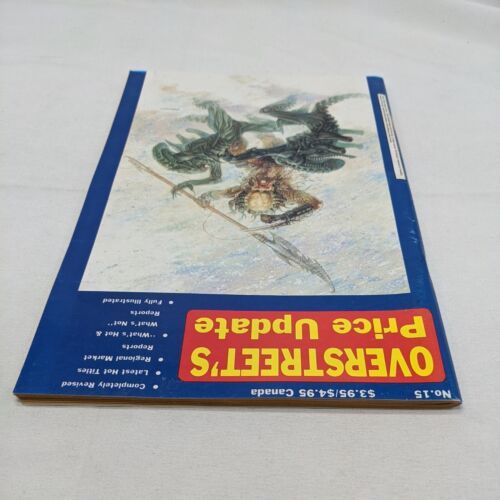 No.15
$3.95/$4.95 Canada
OVERSTREET'S
Price Update
• Completely Revised
• Latest Hot Titles
• Regional Market
Reports
• "What's Hot &
What's Not"
Reports
• Fully Illustrated